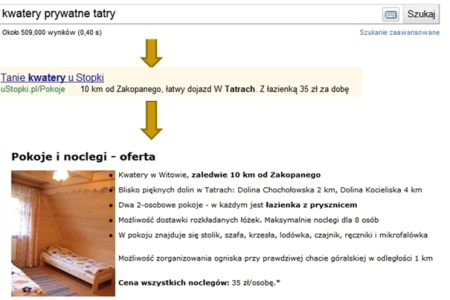 kwatery prywatne tatry
Szukaj
Około 509,000 wyników (0,40 s)
Szukanie zaawansowane
Tanie kwatery u Stopki
uStopki.pl/Pokoje 10 km od Zakopanego, łatwy dojazd W Tatrach. Z łazienką 35 zł za dobę
Pokoje i noclegi - oferta
Kwatery w Witowie, zaledwie 10 km od Zakopanego
Blisko pięknych dolin w Tatrach: Dolina Chochołowska 2 km, Dolina Kocieliska 4 km
Dwa 2-osobowe pokoje - w każdym jest łazienka z prysznicem
Możliwość dostawki rozkładanych łóżek. Maksymalnie noclegi dla 8 osób
W pokoju znajduje się stolik, szafa, krzesła, lodówka, czajnik, ręczniki i mikrofalówka
Możliwość zorganizowania ogniska przy prawdziwej chacie góralskiej w odległości 1 km
Cena wszystkich noclegów: 35 zł/osobę.*